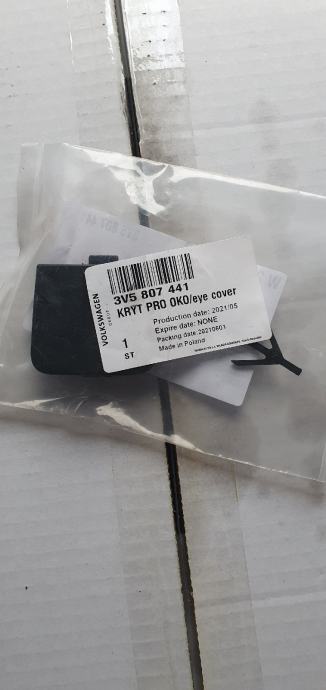 3V5 807 441
KRYT PRO OKO/eye cover
Production date: 2021/05
Expire date: NONE
Packing date: 20210601
Made in Poland
VOLKSWAGEN
1
ST